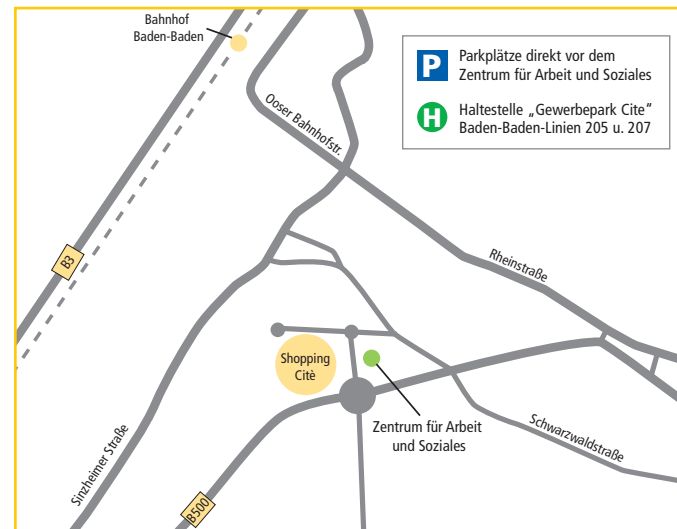 Bahnhof
Baden-Baden
P
Parkplätze direkt vor dem
Zentrum für Arbeit und Soziales
H
Haltestelle „Gewerbepark Cite“
Baden-Baden-Linien 205 u. 207
Ooser Bahnhofstr.
B3
Rheinstraße
Shopping
Citè
Zentrum für Arbeit
und Soziales
Schwarzwaldstraße
Sinzheimer Straße
B500